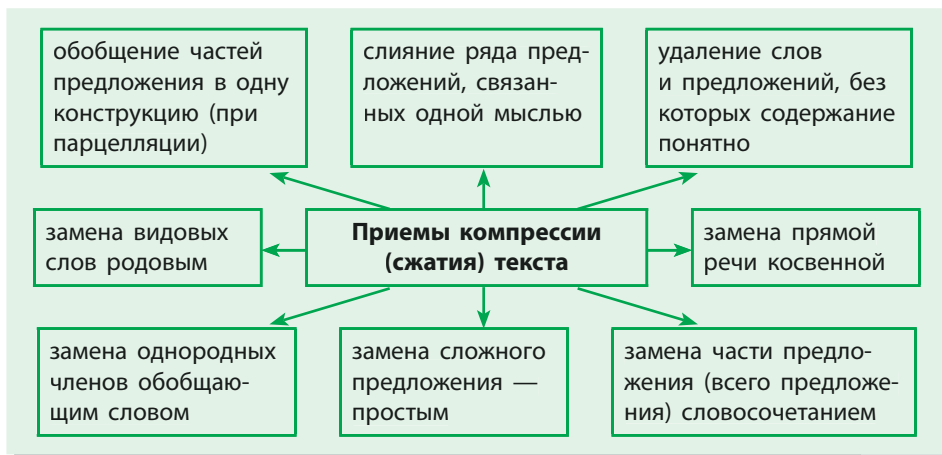 обобщение частей
предложения в одну
конструкцию (при
парцелляции)
слияние ряда пред-
ложений, связан-
ных одной мыслью
удаление слов
и предложений, без
которых содержание
понятно
замена видовых
слов родовым
Приемы компрессии
(сжатия) текста
замена прямой
речи косвенной
замена однородных
членов обобщаю-
щим словом
замена сложного
предложения —
простым
замена части предло-
жения (всего предложе-
ния) словосочетанием